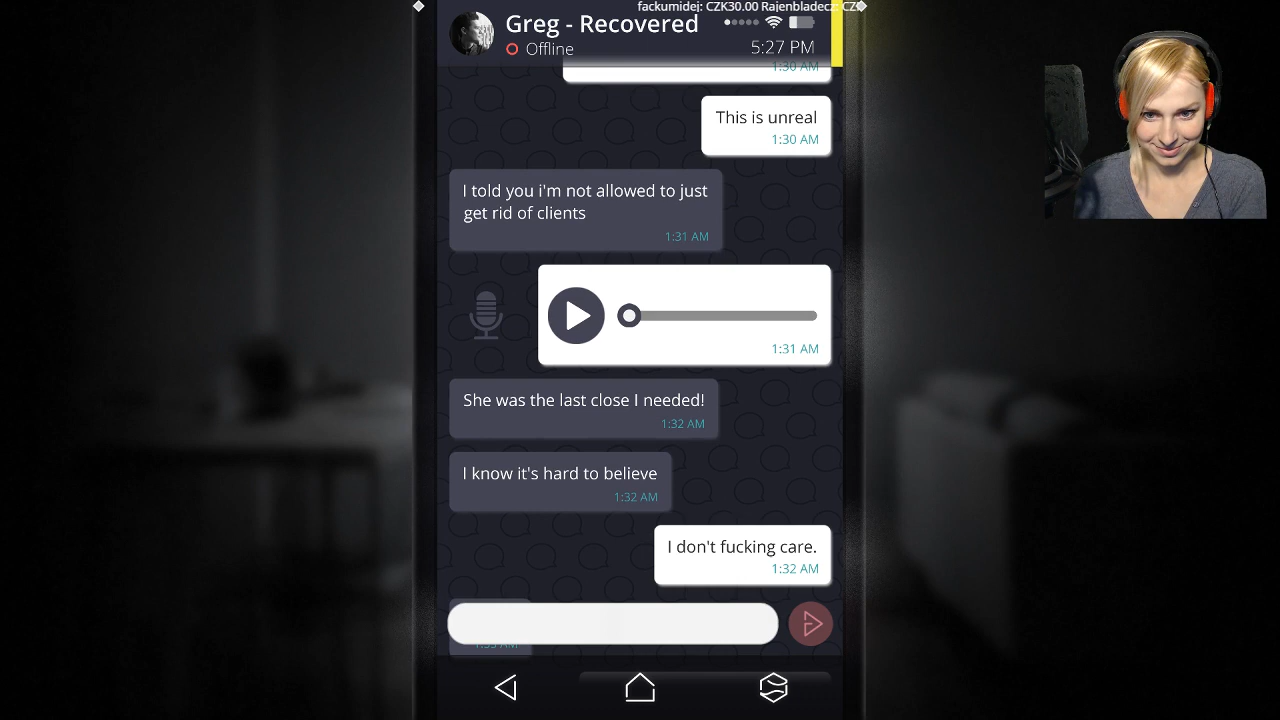 fackumidej: CZK30.00 Rajenbladecz: CZ
Greg - Recovered
Offline
5:27 PM
1:30 AM
This is unreal
1:30 AM
I told you i'm not allowed to just
get rid of clients
1:31 AM
1:31 AM
She was the last close I needed!
1:32 AM
I know it's hard to believe
1:32 AM
I don't fucking care.
1:32 AM
1:33 AM